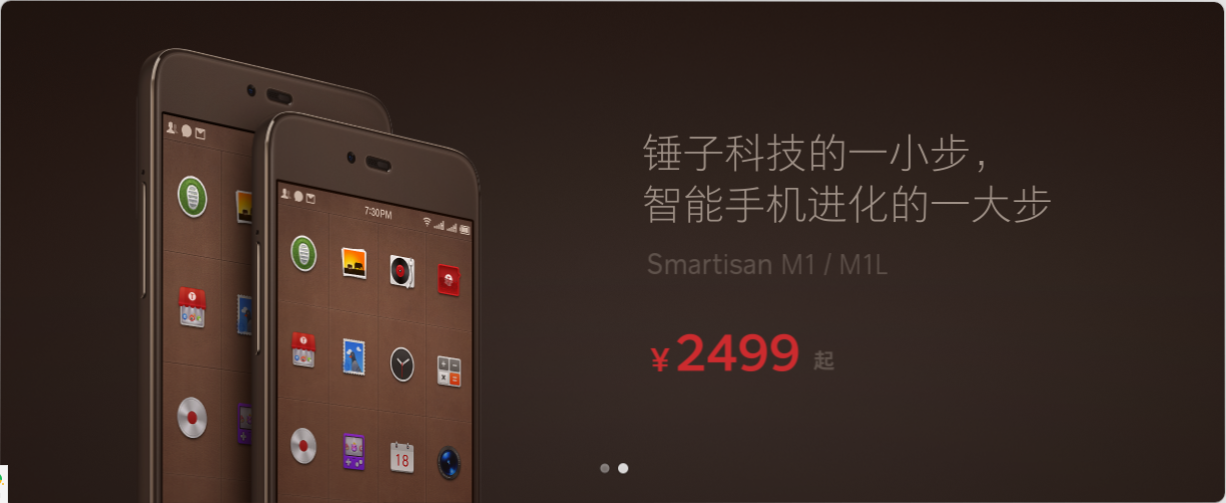 7:30PM
18
锤子科技的一小步，
智能手机进化的一大步
Smartisan M1 / M1L
¥2499 起